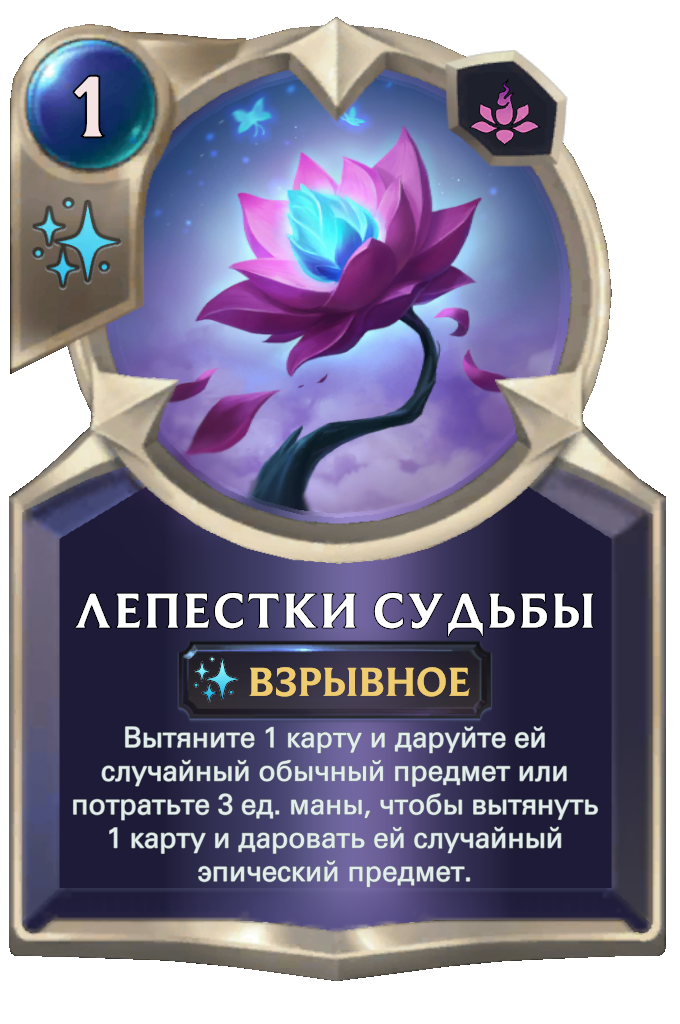 1
ЛЕПЕСТКИ СУДЬБЫ
ВЗРЫВНОЕ
Вытяните 1 карту и даруйте ей
случайный обычный предмет или
потратьте 3 ед. маны, чтобы вытянуть
1 карту и даровать ей случайный
эпический предмет.